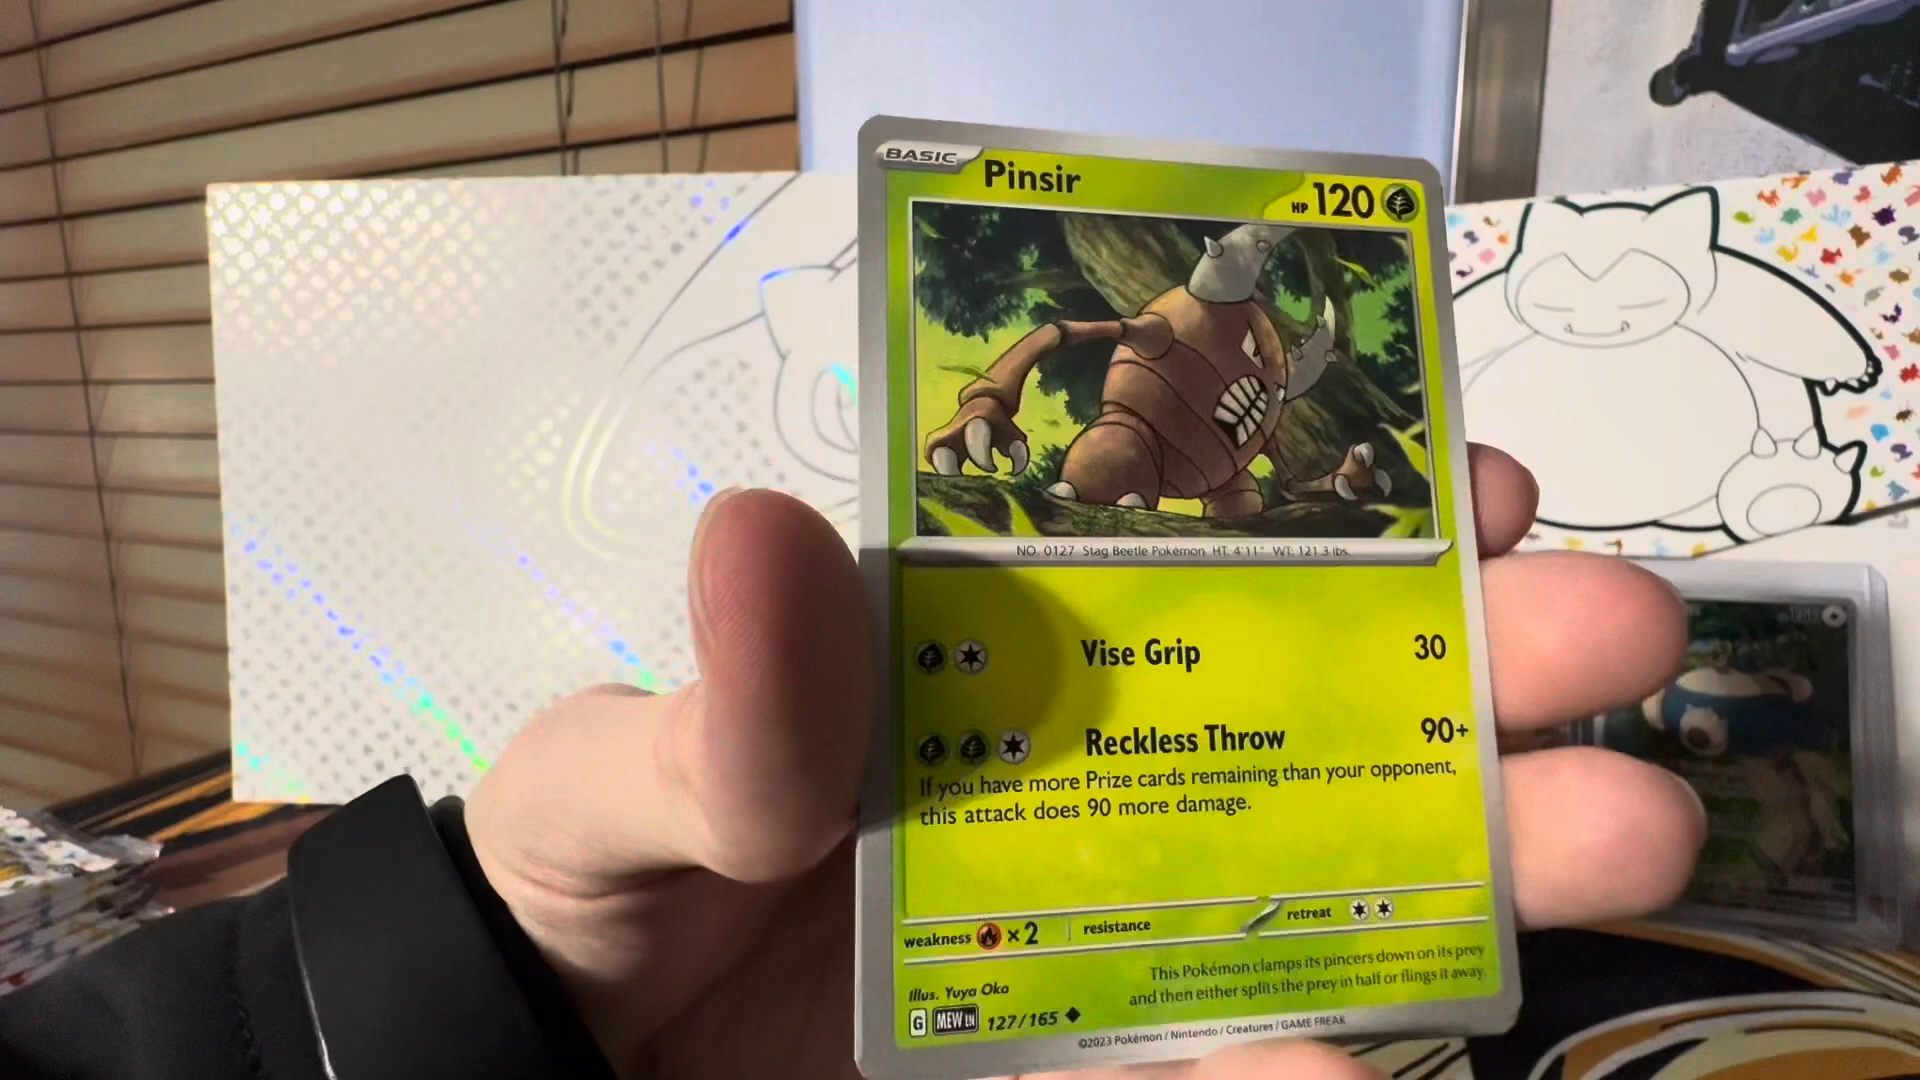 BASIC
Pinsir
HP 120
NO. 0127 Stag Beetle Pokémon HT: 4'11" WT: 121.3 lbs.
Vise Grip 30
Reckless Throw 90+
If you have more Prize cards remaining than your opponent,
this attack does 90 more damage.
weakness ×2 resistance retreat
This Pokémon clamps its pincers down on its prey
and then either splits the prey in half or flings it away.
Illus. Yuya Oka
G MEW EN 127/165
©2023 Pokémon / Nintendo / Creatures / GAME FREAK